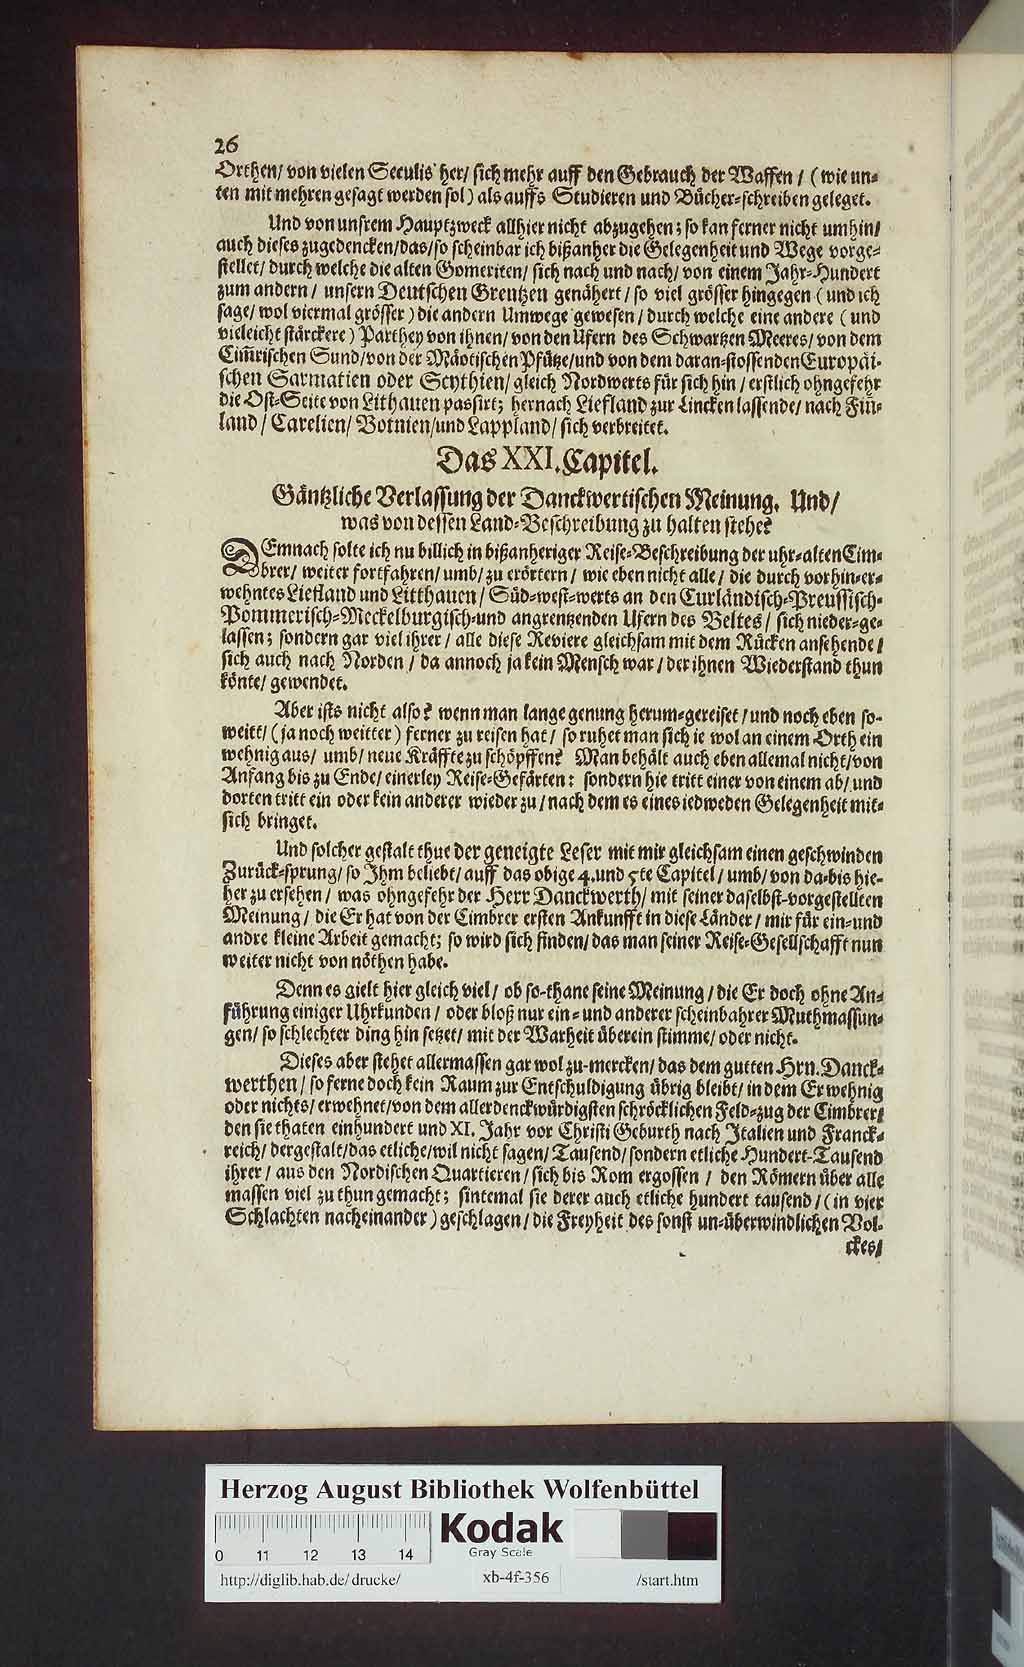 26
Orthen/ von vielen Seculis her/ sich mehr auff den Gebrauch der Waffen / (wie un-
ten mit mehren gesagt werden sol) als auffs Studieren und Bücher-schreiben geleget.
Und von unsrem Hauptzweck allhier nicht abzugehen; so kan ferner nicht umhin/
auch dieses zugedencken/das/so scheinbar ich bißanher die Gelegenheit und Wege vorge-
stellet/ durch welche die alten Gomeriten/ sich nach und nach/ von einem Jahr-Hundert
zum andern / unsern Deutschen Grentzen genähert / so viel grösser hingegen (und ich
sage/ wol viermal grösser) die andern Umwege gewesen / durch welche eine andere (und
vieleicht stärckere) Parthey von ihnen/ von den Ufern des Schwartzen Meeres/ von dem
Cim̄rischen Sund/von der Mäotischen Pfütze/und von dem daran-stossenden Europäi-
schen Sarmatien oder Scythien/ gleich Nordwerts für sich hin / erstlich ohngefehr
die Ost-Seite von Lithauen passirt; hernach Liefland zur Lincken lassende/ nach Fin̄-
land / Carelien/ Botnien/und Lappland/ sich verbreitet.
Das XXI. Capitel.
Gäntzliche Verlassung der Danckwertischen Meinung. Und/
was von dessen Land-Beschreibung zu halten stehe?
DEmnach solte ich nu billich in bißanheriger Reise-Beschreibung der uhr-alten Cim-
brer/ weiter fortfahren/ umb/ zu erörtern / wie eben nicht alle / die durch vorhin-er-
wehntes Liefland und Litthauen / Süd-west-werts an den Curländisch-Preussisch-
Pommerisch-Meckelburgisch-und angrentzenden Ufern des Beltes / sich nieder-ge-
lassen; sondern gar viel ihrer / alle diese Reviere gleichsam mit dem Rücken ansehende/
sich auch nach Norden / da annoch ja kein Mensch war / der ihnen Wiederstand thun
könte/ gewendet.
Aber ists nicht also? wenn man lange genung herum-gereiset / und noch eben so-
weitt/ (ja noch weitter) ferner zu reisen hat / so ruhet man sich ie wol an einem Orth ein
wehnig aus / umb/ neue Kräffte zu schöpffen? Man behält auch eben allemal nicht/von
Anfang bis zu Ende/ einerley Reise-Gefärten: sondern hie tritt einer von einem ab/ und
dorten tritt ein oder kein anderer wieder zu / nach dem es eines iedweden Gelegenheit mit-
sich bringet.
Und solcher gestalt thue der geneigte Leser mit mir gleichsam einen geschwinden
Zurück-sprung/ so Ihm beliebt/ auff das obige 4. und 5te Capitel / umb/ von da-bis hie-
her zu ersehen / was ohngefehr der Herr Danckwerth/ mit seiner daselbst-vorgestellten
Meinung / die Er hat von der Cimbrer ersten Ankunfft in diese Länder / mir für ein-und
andre kleine Arbeit gemacht; so wird sich finden/ das man seiner Reise-Gesellschafft nun
weiter nicht von nöthen habe.
Denn es gielt hier gleich viel / ob so-thane seine Meinung / die Er doch ohne An-
führung einiger Uhrkunden / oder bloß nur ein- und anderer scheinbahrer Muthmassun-
gen/ so schlechter ding hin setzet/ mit der Warheit überein stimme/ oder nicht.
Dieses aber stehet allermassen gar wol zu-mercken/ das dem gutten Hrn. Danck-
werthen / so ferne doch kein Raum zur Entschuldigung übrig bleibt/ in dem Er wehnig
oder nichts/ erwehnet/von dem allerdenckwürdigsten schröcklichen Feld-zug der Cimbrer/
den sie thaten einhundert und XI. Jahr vor Christi Geburth nach Italien und Franck-
reich/ dergestalt/das etliche/wil nicht sagen/ Tausend/ sondern etliche Hundert-Tausend
ihrer / aus den Nordischen Quartieren/ sich bis Rom ergossen / den Römern über alle
massen viel zu thun gemacht; sintemal sie derer auch etliche hundert tausend/ (in vier
Schlachten nacheinander) geschlagen/ die Freyheit des sonst un-überwindlichen Vol-
ckes/
Herzog August Bibliothek Wolfenbüttel
0 11 12 13 14
Kodak
Gray Scale
http://diglib.hab.de/drucke/ xb-4f-356 /start.htm